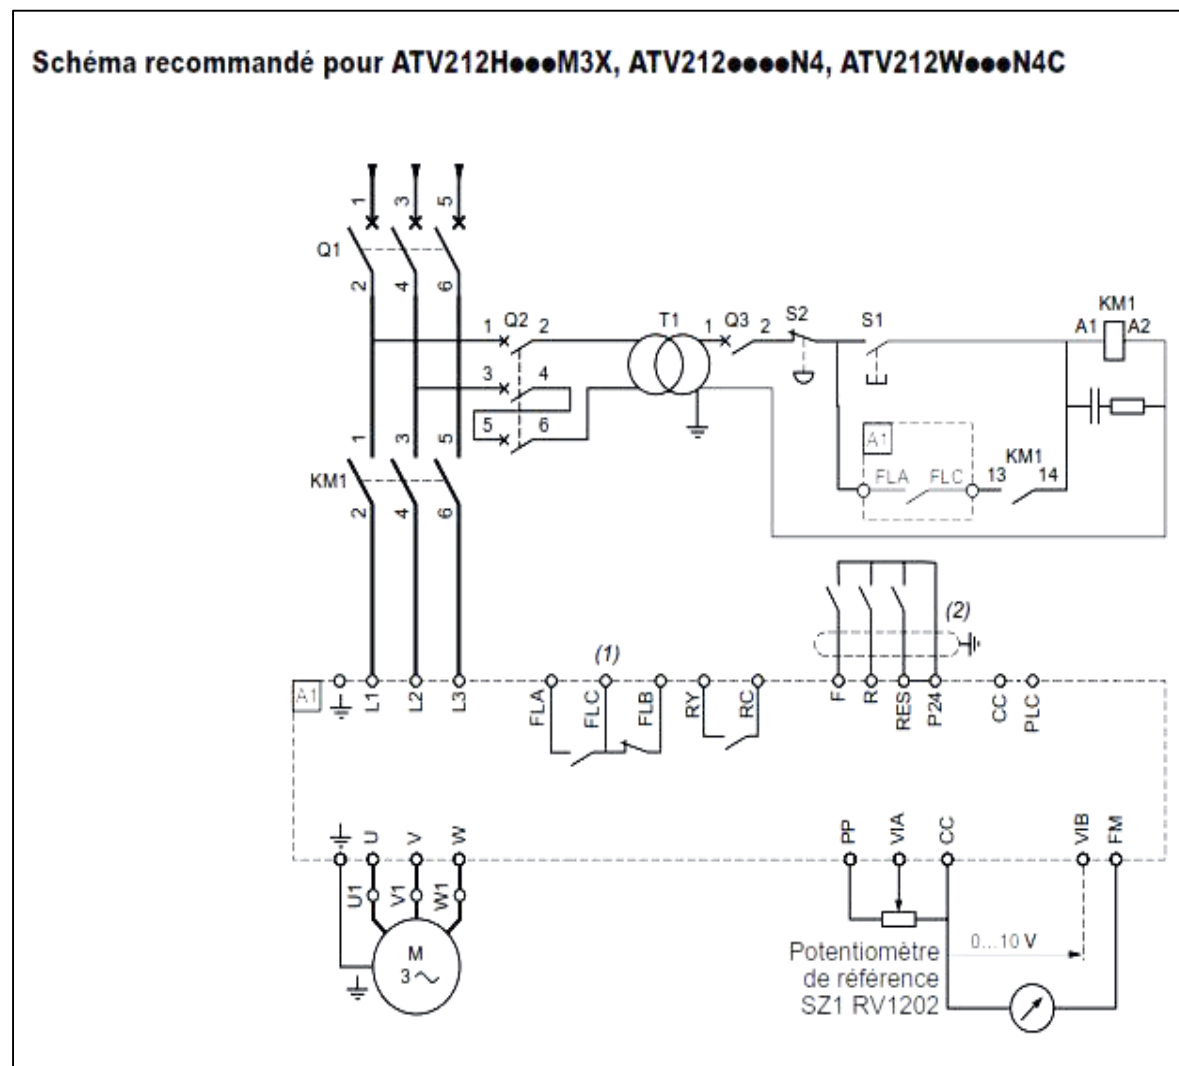 Schéma recommandé pour ATV212H●●●M3X, ATV212●●●●N4, ATV212W●●●N4C
1 3 5
Q1
2 4 6
1 Q2 2
T1
1 Q3 2
S2
S1
KM1
A1 A2
3 4
5 6
1 3 5
KM1
2 4 6
A1
FLA FLC
KM1
13 14
(1)
(2)
A1
L1 L2 L3
FLA FLC FLB RY RC
F R RES P24 CC PLC
U V W
PP VIA CC VIB FM
U1 V1 W1
M
3
0...10 V
Potentiomètre
de référence
SZ1 RV1202